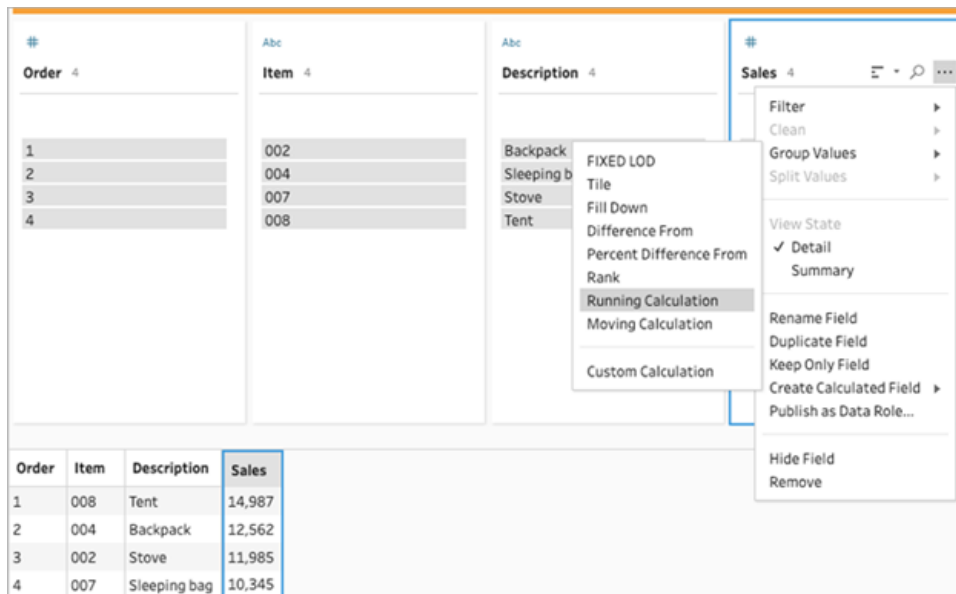 #
Order 4
1
2
3
4
Abc
Item 4
002
004
007
008
Abc
Description 4
Backpack
Sleeping b
Stove
Tent
#
Sales 4
Filter
Clean
Group Values
Split Values
View State
✓ Detail
Summary
Rename Field
Duplicate Field
Keep Only Field
Create Calculated Field
Publish as Data Role...
Hide Field
Remove
FIXED LOD
Tile
Fill Down
Difference From
Percent Difference From
Rank
Running Calculation
Moving Calculation
Custom Calculation
Order Item Description Sales
1 008 Tent 14,987
2 004 Backpack 12,562
3 002 Stove 11,985
4 007 Sleeping bag 10,345